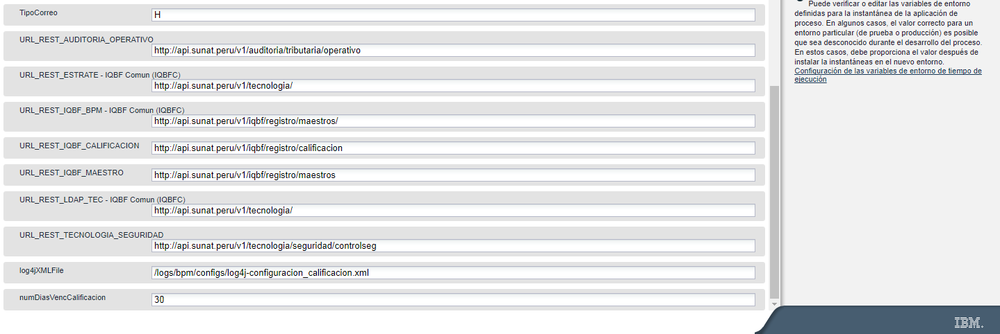 TipoCorreo
H
URL_REST_AUDITORIA_OPERATIVO
http://api.sunat.peru/v1/auditoria/tributaria/operativo
URL_REST_ESTRATE - IQBF Comun (IQBFC)
http://api.sunat.peru/v1/tecnologia/
URL_REST_IQBF_BPM - IQBF Comun (IQBFC)
http://api.sunat.peru/v1/iqbf/registro/maestros/
URL_REST_IQBF_CALIFICACION
http://api.sunat.peru/v1/iqbf/registro/calificacion
URL_REST_IQBF_MAESTRO
http://api.sunat.peru/v1/iqbf/registro/maestros
URL_REST_LDAP_TEC - IQBF Comun (IQBFC)
http://api.sunat.peru/v1/tecnologia/
URL_REST_TECNOLOGIA_SEGURIDAD
http://api.sunat.peru/v1/tecnologia/seguridad/controlseg
log4jXMLFile
/logs/bpm/configs/log4j-configuracion_calificacion.xml
numDiasVencCalificacion
30
Puede verificar o editar las variables de entorno
definidas para la instantánea de la aplicación de
proceso. En algunos casos, el valor correcto para un
entorno particular (de prueba o producción) es posible
que sea desconocido durante el desarrollo del proceso.
En estos casos, debe proporciona el valor después de
instalar la instantáneas en el nuevo entorno.
Configuración de las variables de entorno de tiempo de
ejecución
IBM.